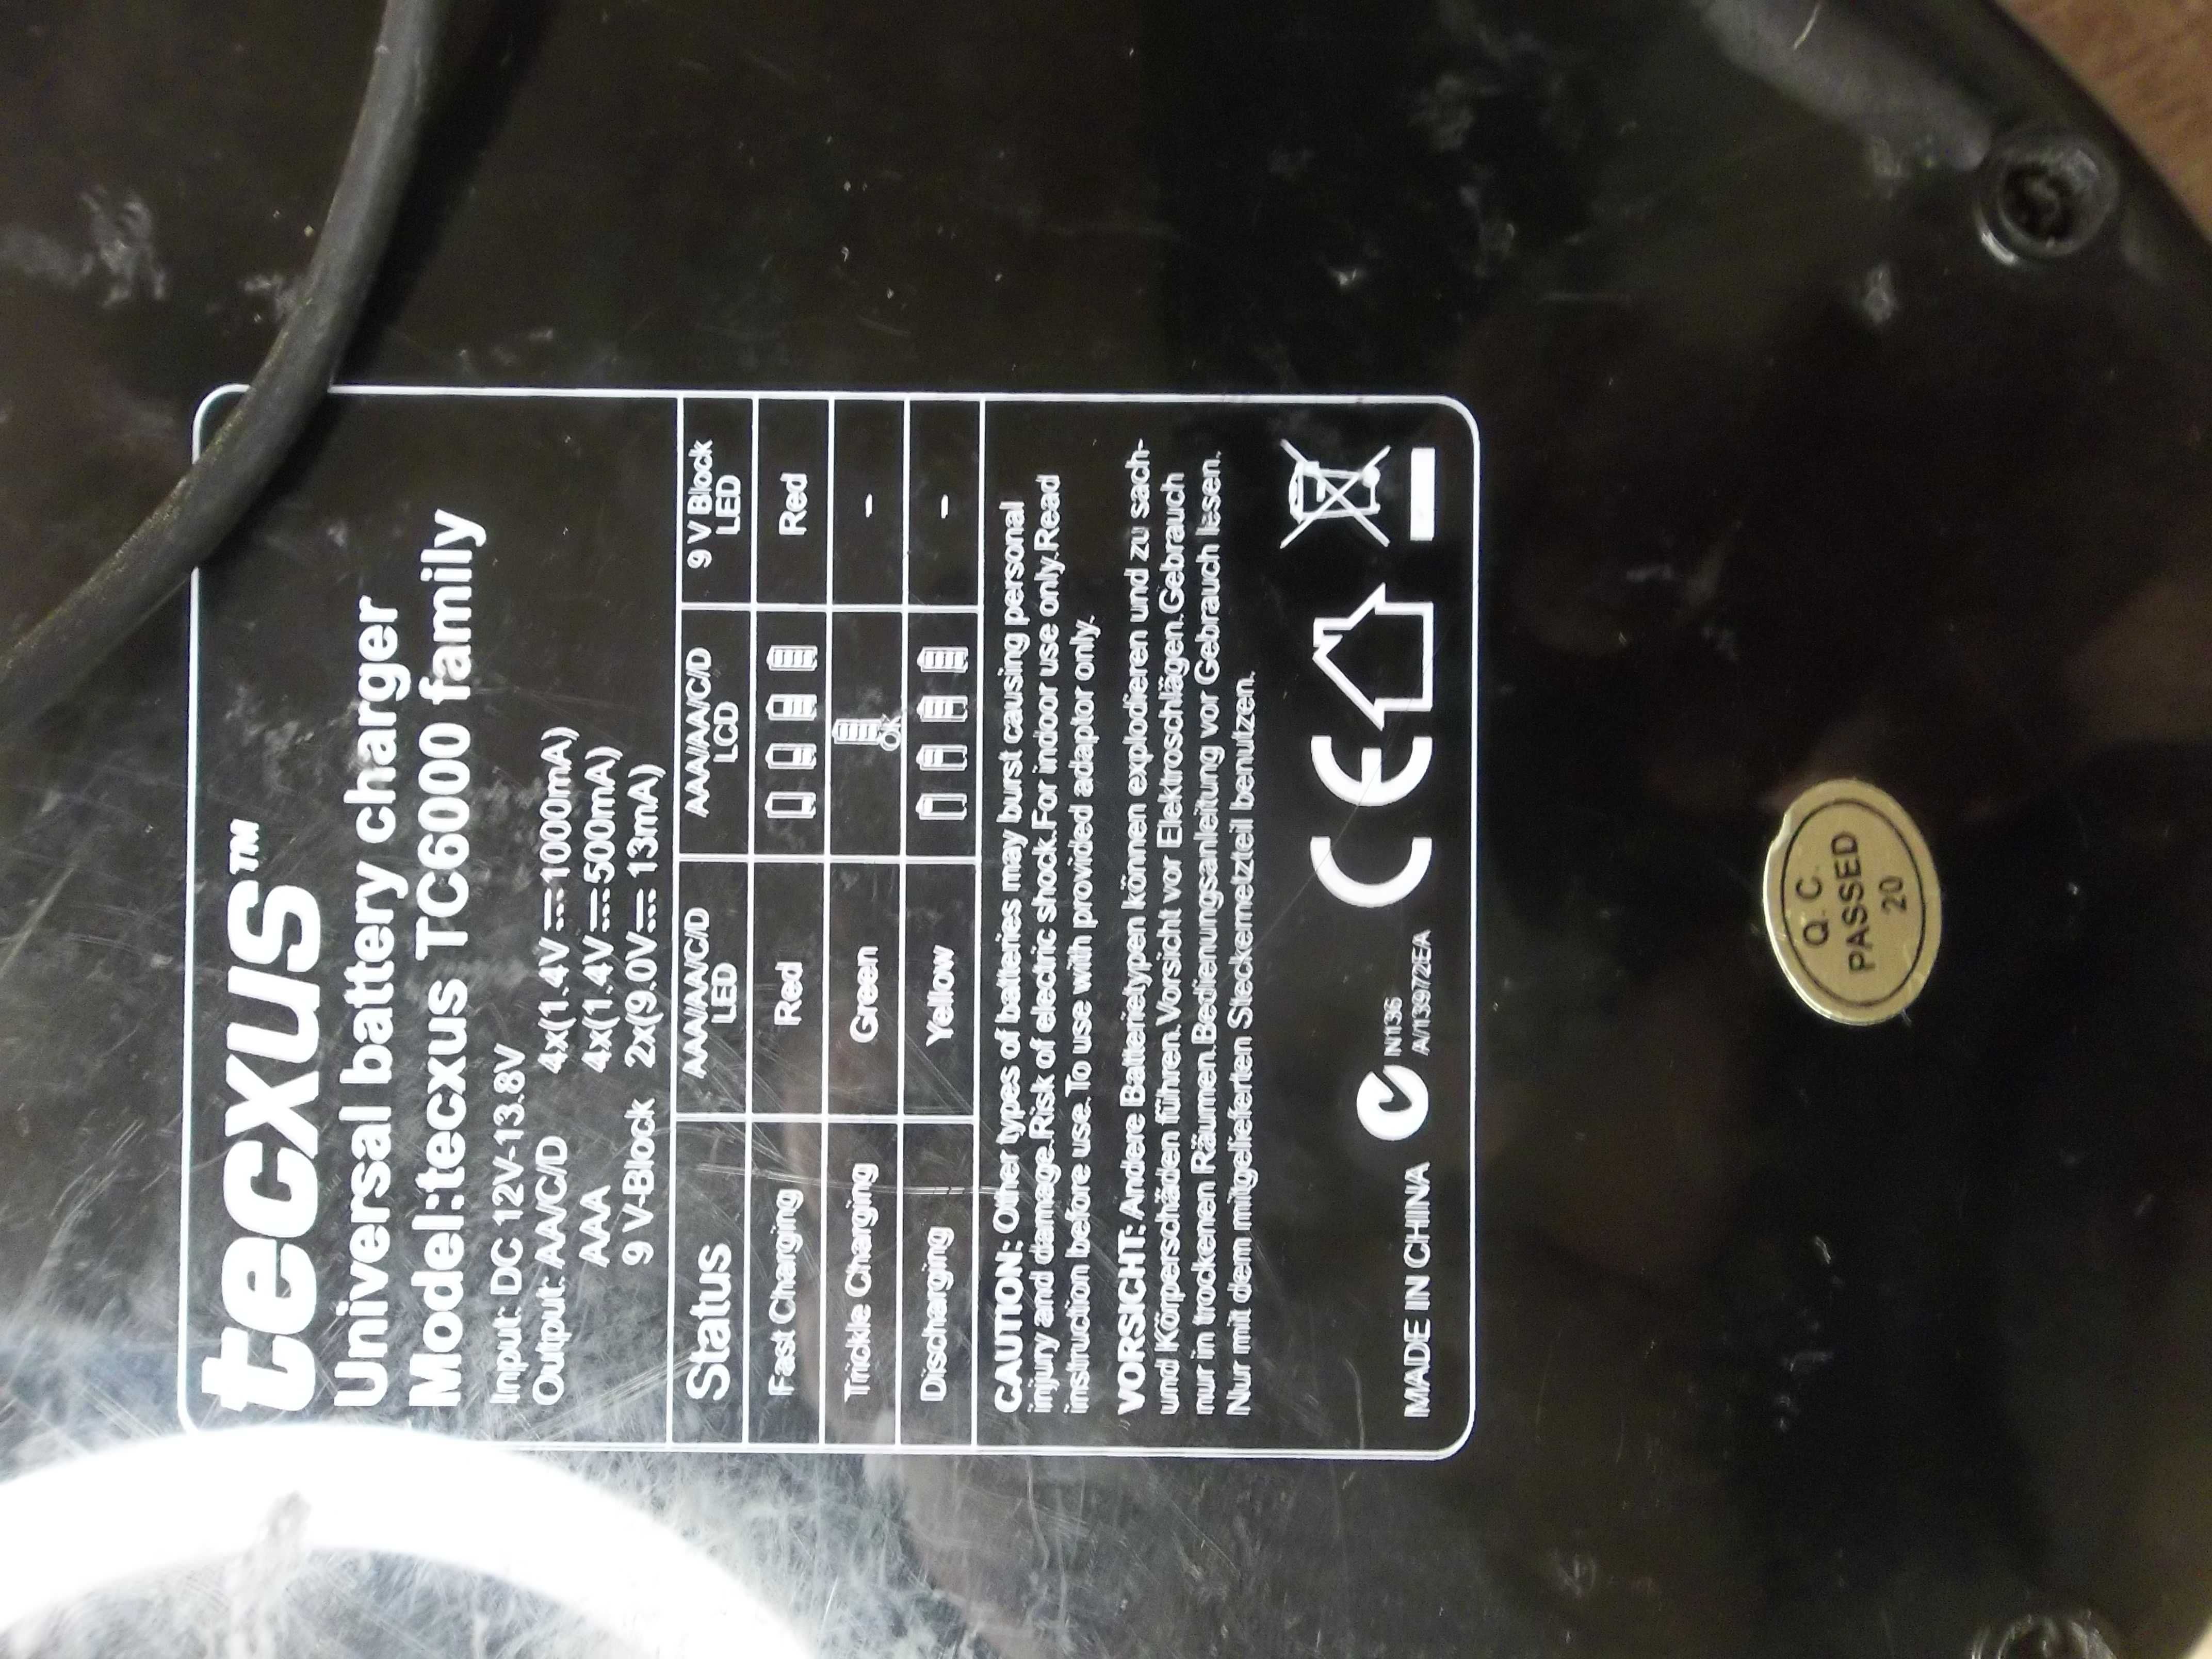 tecxus™
Universal battery charger
Model:tecxus TC6000 family
Input: DC 12V-13.8V
Output: AA/C/D 4x(1.4V⎓1000mA)
AAA 4x(1.4V⎓500mA)
9 V-Block 2x(9.0V⎓ 13mA)
Status AAA/AA/C/D LED AAA/AA/C/D LCD 9 V Block LED
Fast Charging Red Red
Trickle Charging Green –
Discharging Yellow –
CAUTION: Other types of batteries may burst causing personal
injury and damage.Risk of electric shock.For indoor use only.Read
instruction before use.To use with provided adaptor only.
VORSICHT: Andere Batterietypen können explodieren und zu sach-
und Körperschäden führen.Vorsicht vor Elektroschlägen.Gebrauch
nur in trockenen Räumen.Bedienungsanleitung vor Gebrauch lesen.
Nur mit dem mitgelieferten Steckernetzteil benutzen.
MADE IN CHINA N136
A/13972EA
CE
Q.C.
PASSED
20